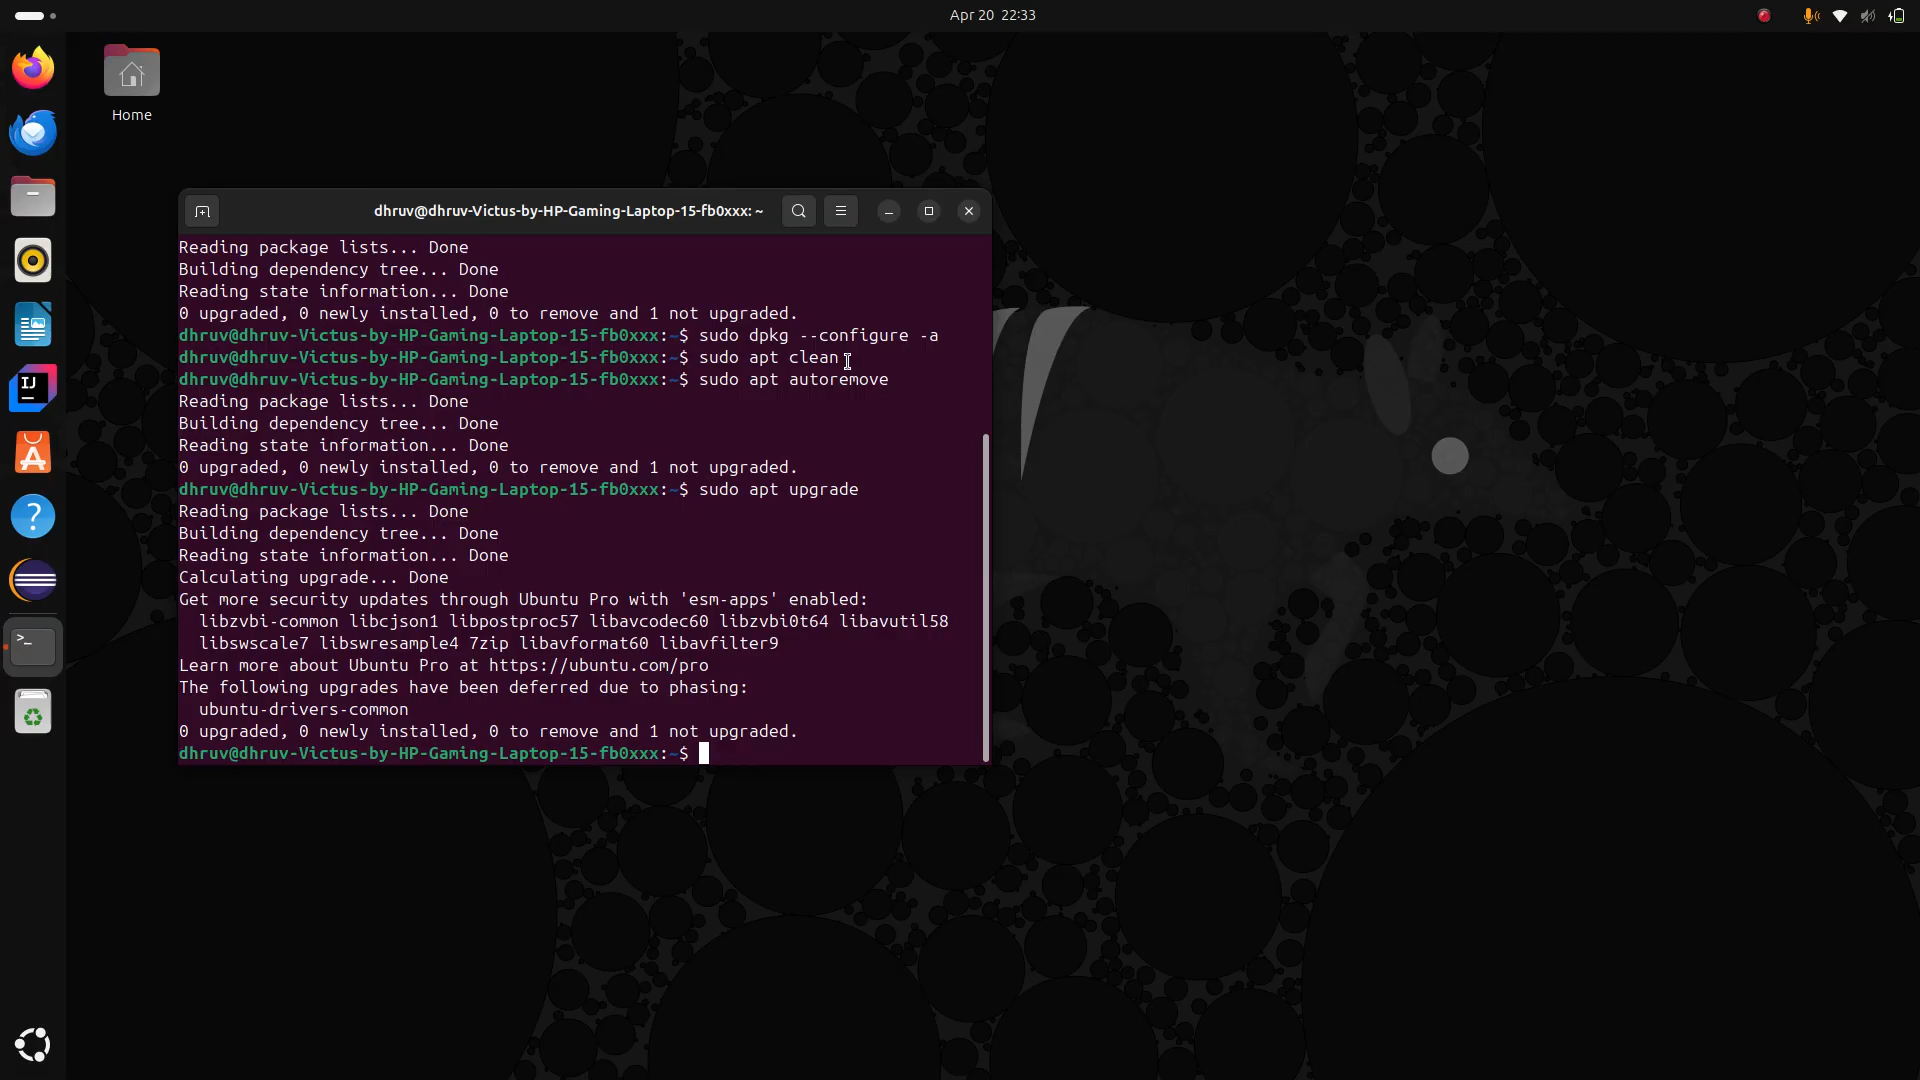 Apr 20 22:33
Home
dhruv@dhruv-Victus-by-HP-Gaming-Laptop-15-fb0xxx: ~
Reading package lists... Done
Building dependency tree... Done
Reading state information... Done
0 upgraded, 0 newly installed, 0 to remove and 1 not upgraded.
dhruv@dhruv-Victus-by-HP-Gaming-Laptop-15-fb0xxx:~$ sudo dpkg --configure -a
dhruv@dhruv-Victus-by-HP-Gaming-Laptop-15-fb0xxx:~$ sudo apt clean
dhruv@dhruv-Victus-by-HP-Gaming-Laptop-15-fb0xxx:~$ sudo apt autoremove
Reading package lists... Done
Building dependency tree... Done
Reading state information... Done
0 upgraded, 0 newly installed, 0 to remove and 1 not upgraded.
dhruv@dhruv-Victus-by-HP-Gaming-Laptop-15-fb0xxx:~$ sudo apt upgrade
Reading package lists... Done
Building dependency tree... Done
Reading state information... Done
Calculating upgrade... Done
Get more security updates through Ubuntu Pro with 'esm-apps' enabled:
libzvbi-common libcjson1 libpostproc57 libavcodec60 libzvbi0t64 libavutil58
libswscale7 libswresample4 7zip libavformat60 libavfilter9
Learn more about Ubuntu Pro at https://ubuntu.com/pro
The following upgrades have been deferred due to phasing:
ubuntu-drivers-common
0 upgraded, 0 newly installed, 0 to remove and 1 not upgraded.
dhruv@dhruv-Victus-by-HP-Gaming-Laptop-15-fb0xxx:~$
IJ
?
>_